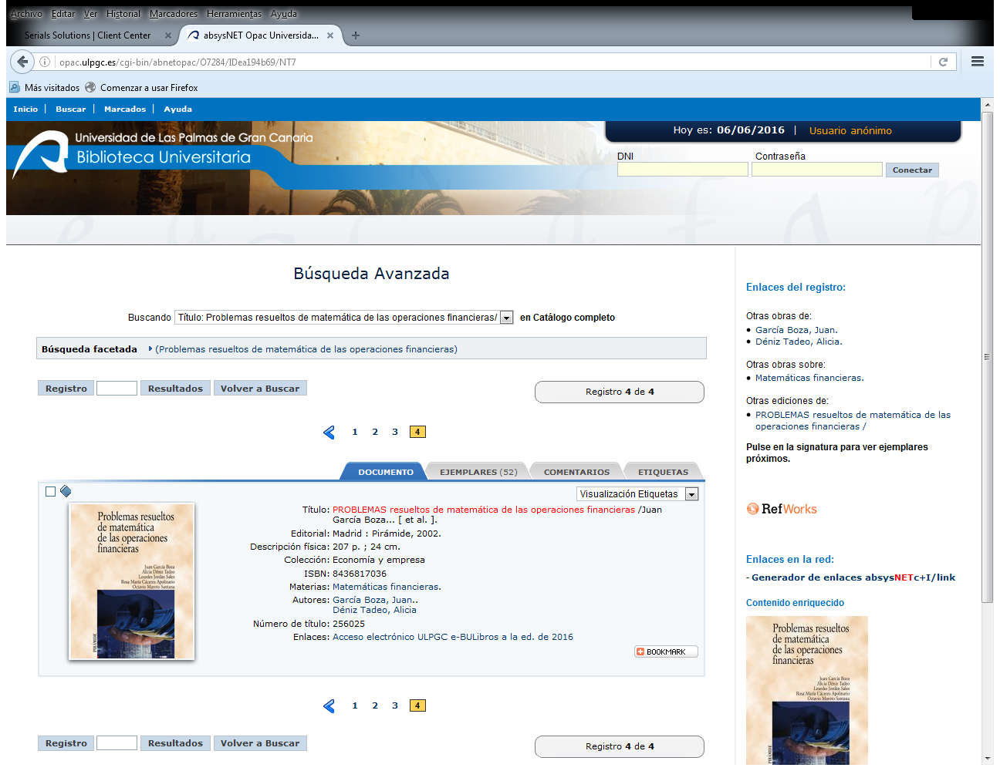 Archivo Editar Ver Historial Marcadores Herramientas Ayuda
Serials Solutions | Client Center
absysNET Opac Universida...
opac.ulpgc.es/cgi-bin/abnetopac/O7284/IDea194b69/NT7
Más visitados Comenzar a usar Firefox
Inicio | Buscar | Marcados | Ayuda
Universidad de Las Palmas de Gran Canaria
Biblioteca Universitaria
Hoy es: 06/06/2016 | Usuario anónimo
DNI Contraseña
Conectar
Búsqueda Avanzada
Buscando Título: Problemas resueltos de matemática de las operaciones financieras/ en Catálogo completo
Búsqueda facetada (Problemas resueltos de matemática de las operaciones financieras)
Registro Resultados Volver a Buscar
Registro 4 de 4
1 2 3 4
DOCUMENTO EJEMPLARES (52) COMENTARIOS ETIQUETAS
Visualización Etiquetas
Problemas resueltos
de matemática
de las operaciones
financieras
Juan García Boza
Alicia Déniz Tadeo
Lourdes Jordán Sales
Rosa María Cáceres Apolinario
Octavio Maroto Santana
PIRÁMIDE
Título: PROBLEMAS resueltos de matemática de las operaciones financieras /Juan
García Boza... [ et al. ].
Editorial: Madrid : Pirámide, 2002.
Descripción física: 207 p. ; 24 cm.
Colección: Economía y empresa
ISBN: 8436817036
Materias: Matemáticas financieras.
Autores: García Boza, Juan..
Déniz Tadeo, Alicia
Número de título: 256025
Enlaces: Acceso electrónico ULPGC e-BULibros a la ed. de 2016
BOOKMARK
1 2 3 4
Registro Resultados Volver a Buscar
Registro 4 de 4
Enlaces del registro:
Otras obras de:
García Boza, Juan.
Déniz Tadeo, Alicia.
Otras obras sobre:
Matemáticas financieras.
Otras ediciones de:
PROBLEMAS resueltos de matemática de las
operaciones financieras /
Pulse en la signatura para ver ejemplares
próximos.
RefWorks
Enlaces en la red:
- Generador de enlaces absysNETc+I/link
Contenido enriquecido
Problemas resueltos
de matemática
de las operaciones
financieras
Juan García Boza
Alicia Déniz Tadeo
Lourdes Jordán Sales
Rosa María Cáceres Apolinario
Octavio Maroto Santana
PIRÁMIDE